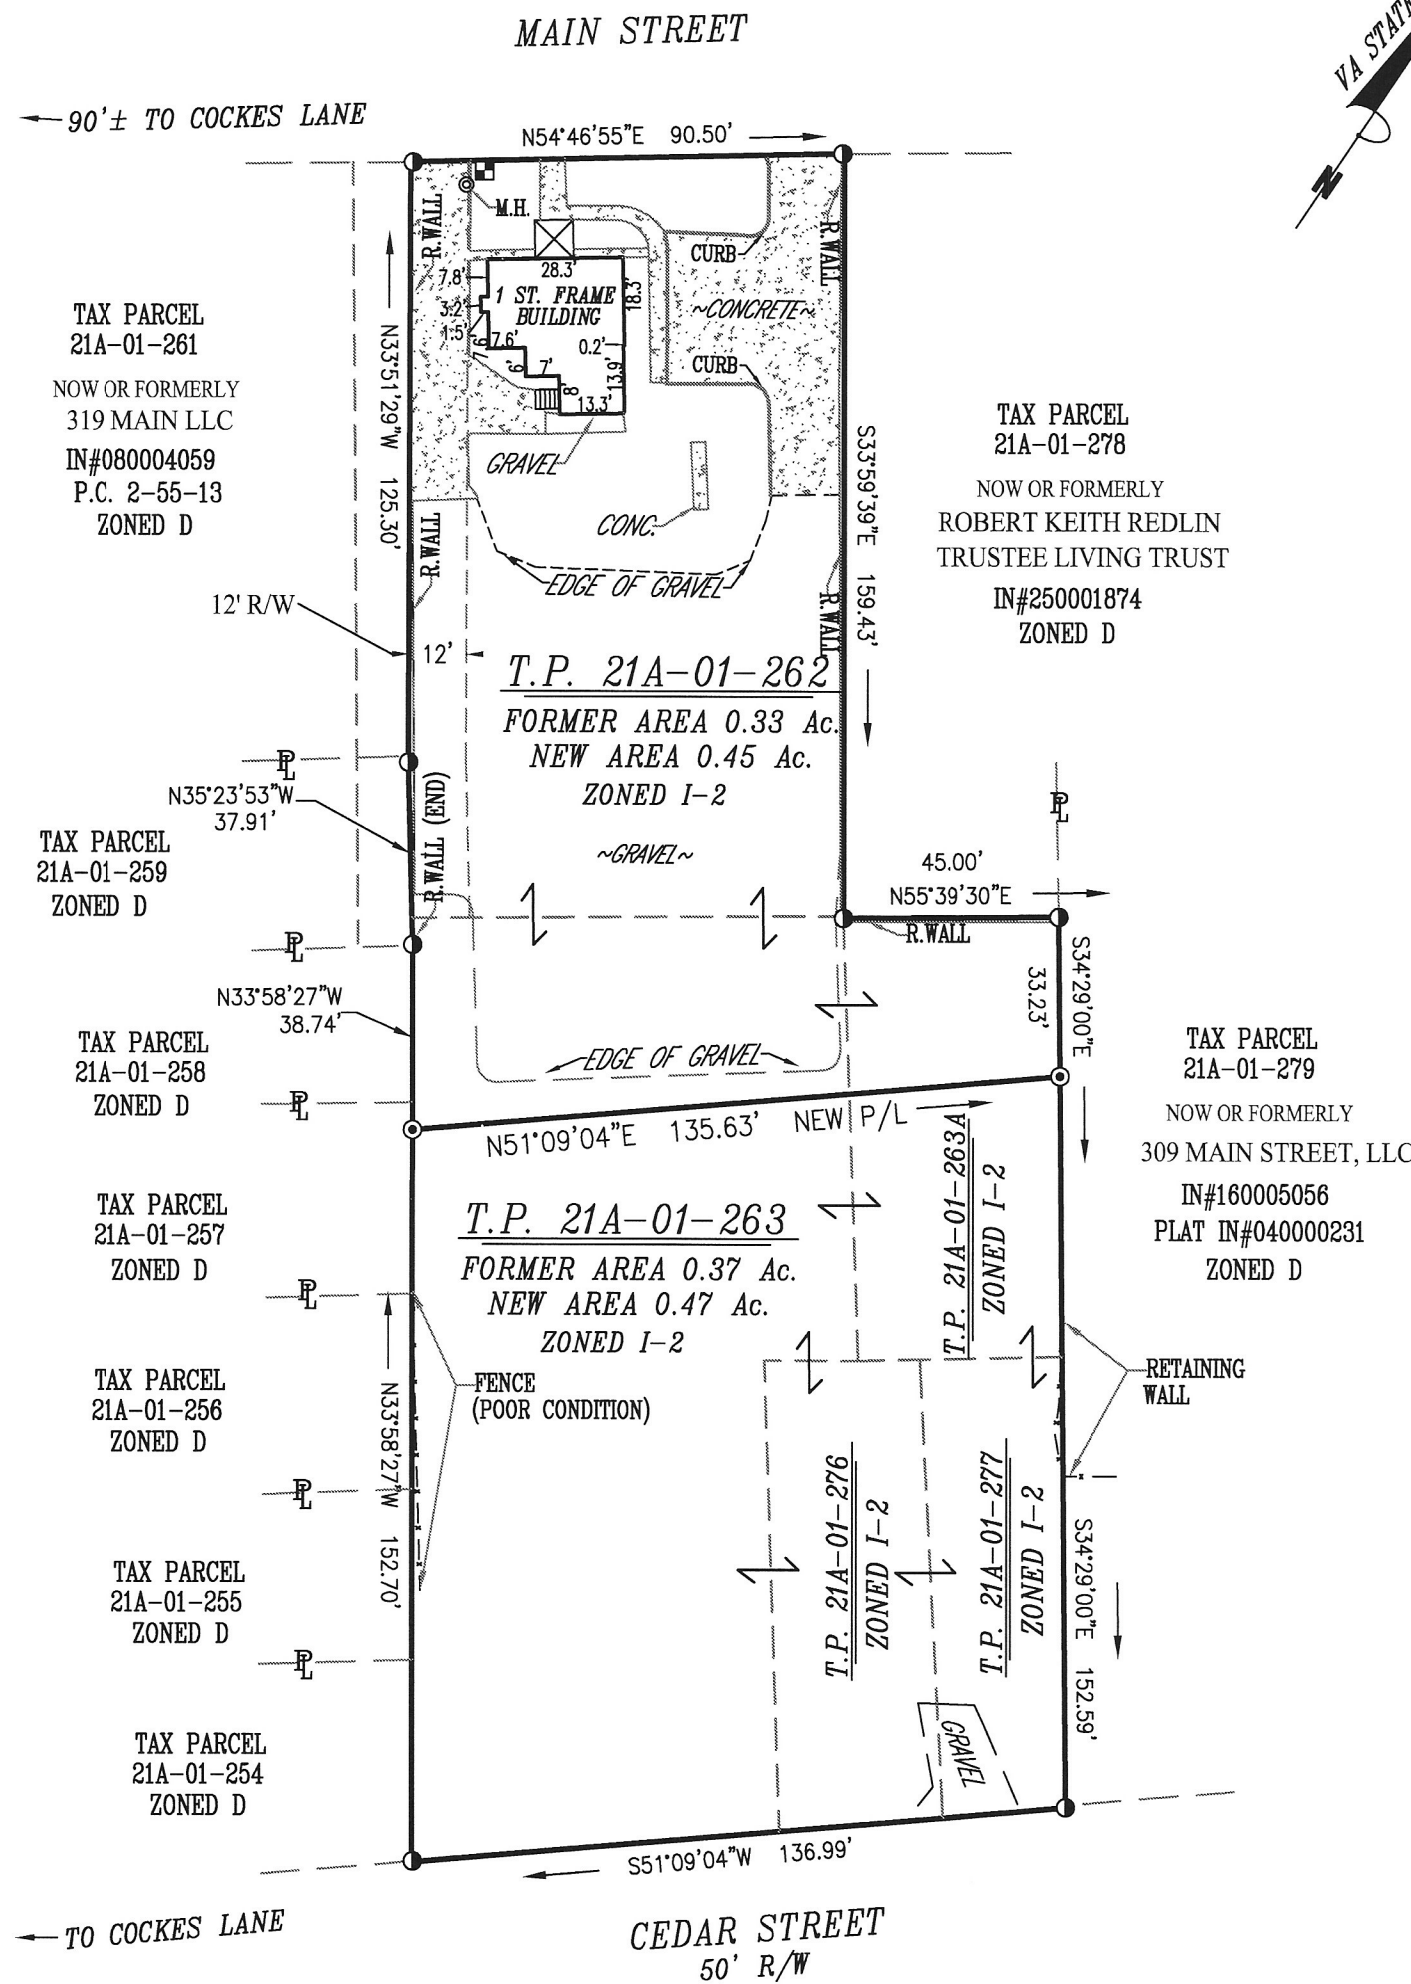 MAIN STREET
VA STATE
N
90'± TO COCKES LANE
N54°46'55"E 90.50'
M.H.
R.WALL
R.WALL
CURB
7.8'
28.3'
18.3'
3.2'
1 ST. FRAME
BUILDING
~CONCRETE~
1.5'
7.6'
7.6'
0.2'
6'
7'
8'
13.9'
13.3'
CURB
GRAVEL
CONC.
TAX PARCEL
21A-01-261
NOW OR FORMERLY
319 MAIN LLC
IN#080004059
P.C. 2-55-13
ZONED D
N33°51'29"W 125.30'
S33°59'39"E 159.43'
TAX PARCEL
21A-01-278
NOW OR FORMERLY
ROBERT KEITH REDLIN
TRUSTEE LIVING TRUST
IN#250001874
ZONED D
R.WALL
EDGE OF GRAVEL
R.WALL
12' R/W
12'
T.P. 21A-01-262
FORMER AREA 0.33 Ac.
NEW AREA 0.45 Ac.
ZONED I-2
PL
N35°23'53"W
37.91'
R.WALL (END)
~GRAVEL~
PL
45.00'
N55°39'30"E
R.WALL
TAX PARCEL
21A-01-259
ZONED D
PL
N33°58'27"W
38.74'
S34°29'00"E
33.23'
EDGE OF GRAVEL
TAX PARCEL
21A-01-258
ZONED D
PL
N51°09'04"E 135.63' NEW P/L
TAX PARCEL
21A-01-279
NOW OR FORMERLY
309 MAIN STREET, LLC
IN#160005056
PLAT IN#040000231
ZONED D
TAX PARCEL
21A-01-257
ZONED D
T.P. 21A-01-263
FORMER AREA 0.37 Ac.
NEW AREA 0.47 Ac.
ZONED I-2
T.P. 21A-01-263A
ZONED I-2
PL
FENCE
(POOR CONDITION)
RETAINING
WALL
TAX PARCEL
21A-01-256
ZONED D
N33°58'27"W 152.70'
PL
T.P. 21A-01-276
ZONED I-2
T.P. 21A-01-277
ZONED I-2
S34°29'00"E 152.59'
TAX PARCEL
21A-01-255
ZONED D
PL
GRAVEL
TAX PARCEL
21A-01-254
ZONED D
S51°09'04"W 136.99'
TO COCKES LANE
CEDAR STREET
50' R/W